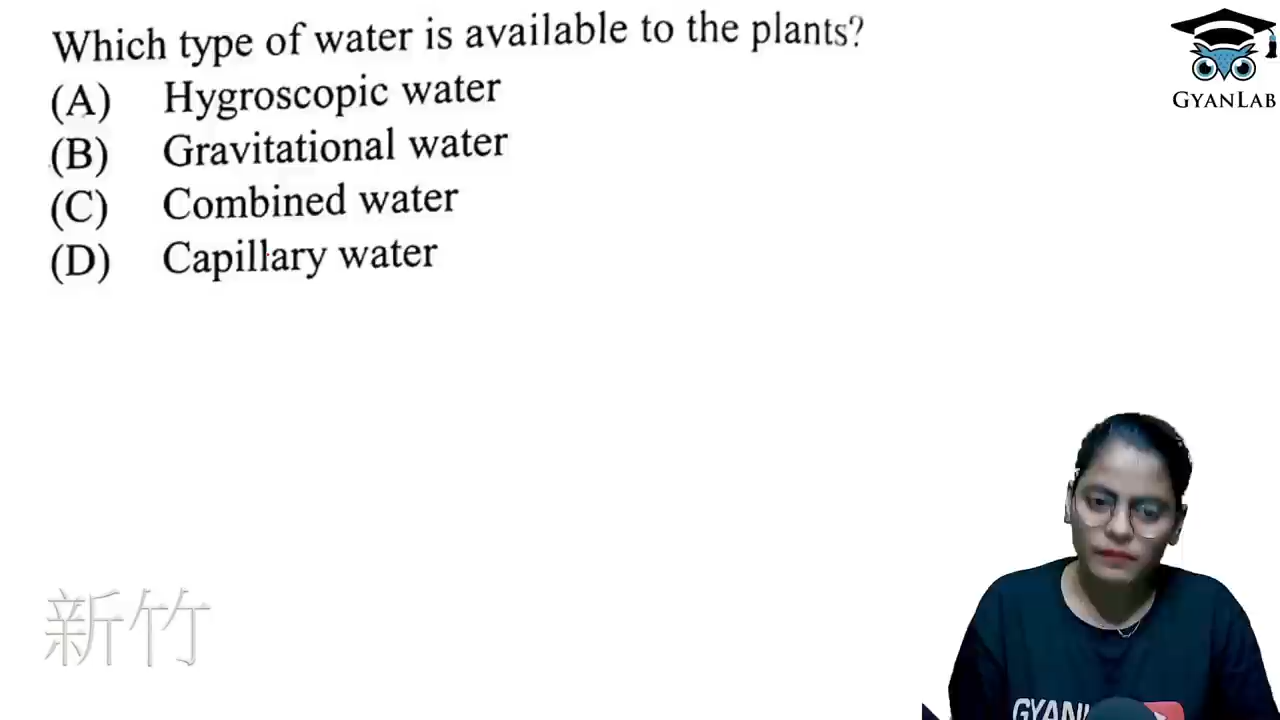 Which type of water is available to the plants?
(A) Hygroscopic water
(B) Gravitational water
(C) Combined water
(D) Capillary water
GYANLAB
新竹